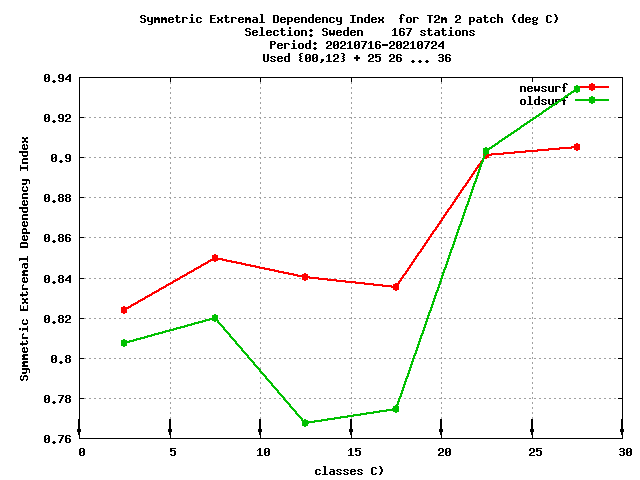 Symmetric Extremal Dependency Index  for T2m 2 patch (deg C)
Selection: Sweden    167 stations
Period: 20210716-20210724
Used {00,12} + 25 26 ... 36
newsurf
oldsurf
0.94
0.92
0.9
0.88
0.86
0.84
0.82
0.8
0.78
0.76
Symmetric Extremal Dependency Index
0 5 10 15 20 25 30
classes C)